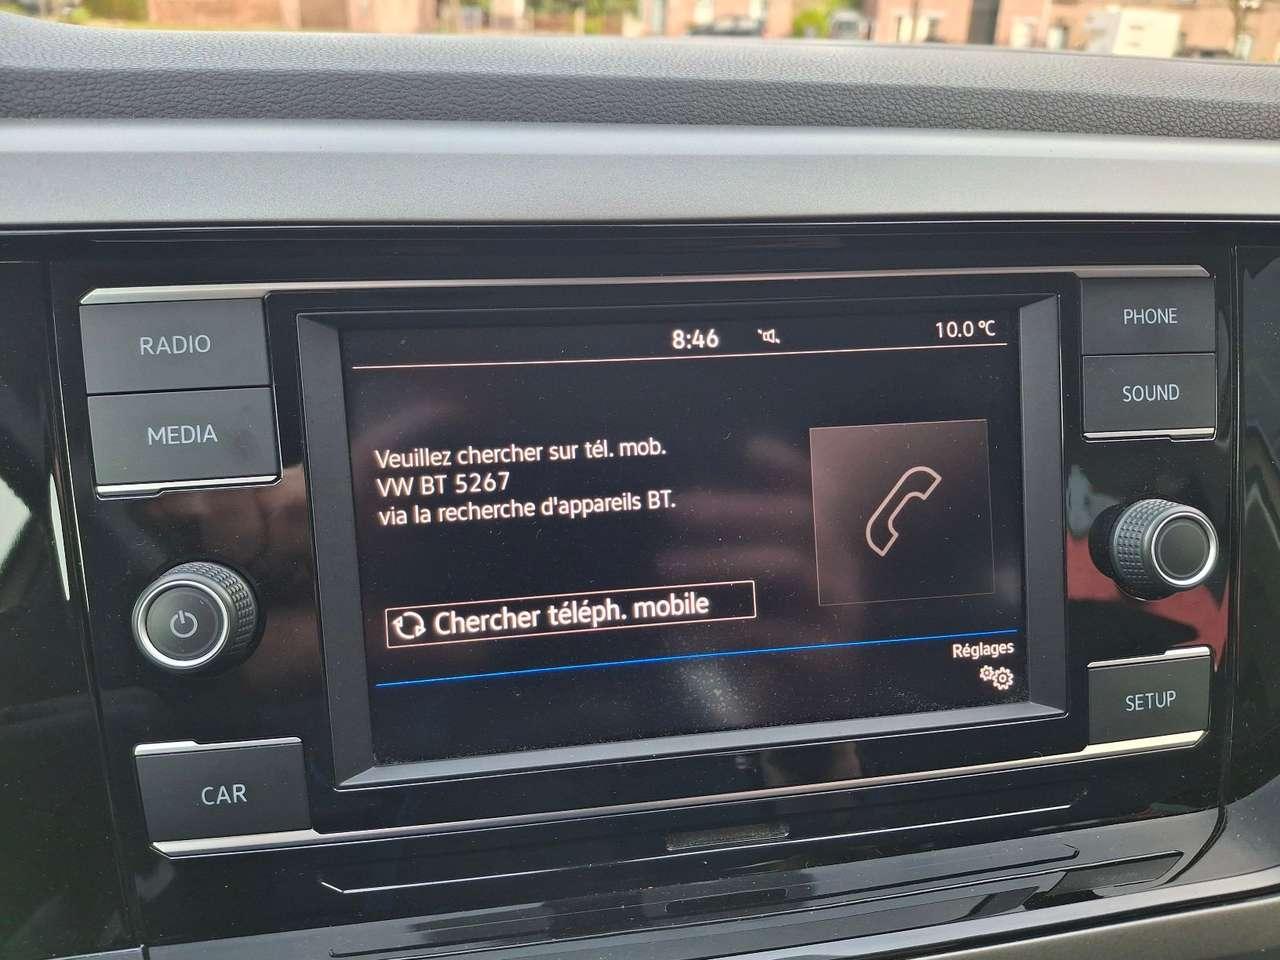 RADIO
MEDIA
CAR
8:46
10.0 °C
Veuillez chercher sur tél. mob.
VW BT 5267
via la recherche d'appareils BT.
Chercher téléph. mobile
Réglages
PHONE
SOUND
SETUP